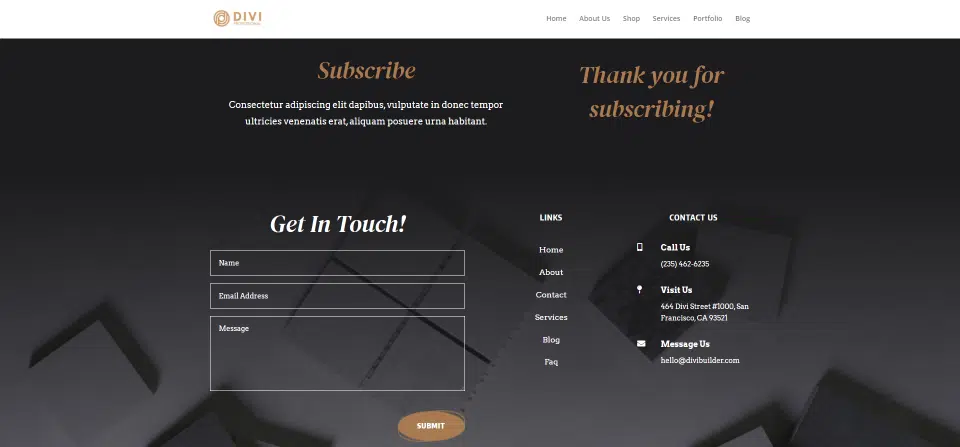 DIVI
Home About Us Shop Services Portfolio Blog
Subscribe
Consectetur adipiscing elit dapibus, vulputate in donec tempor
ultricies venenatis erat, aliquam posuere urna habitant.
Thank you for
subscribing!
Get In Touch!
Name
Email Address
Message
SUBMIT
LINKS
Home
About
Contact
Services
Blog
Faq
CONTACT US
Call Us
(235) 462-6235
Visit Us
464 Divi Street #1000, San
Francisco, CA 93521
Message Us
hello@divibuilder.com